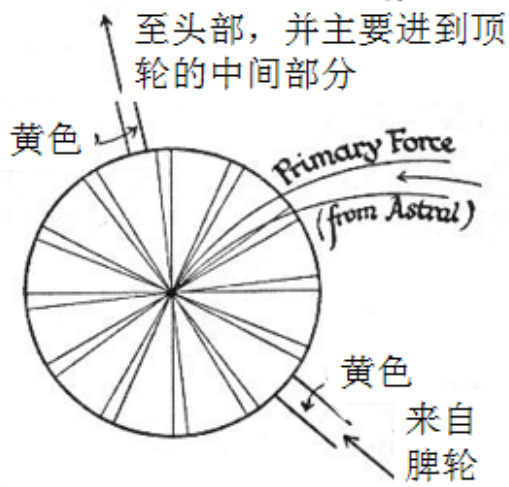 至头部，并主要进到顶
轮的中间部分
黄色
Primary Force
(from Astral)
黄色
来自
脾轮